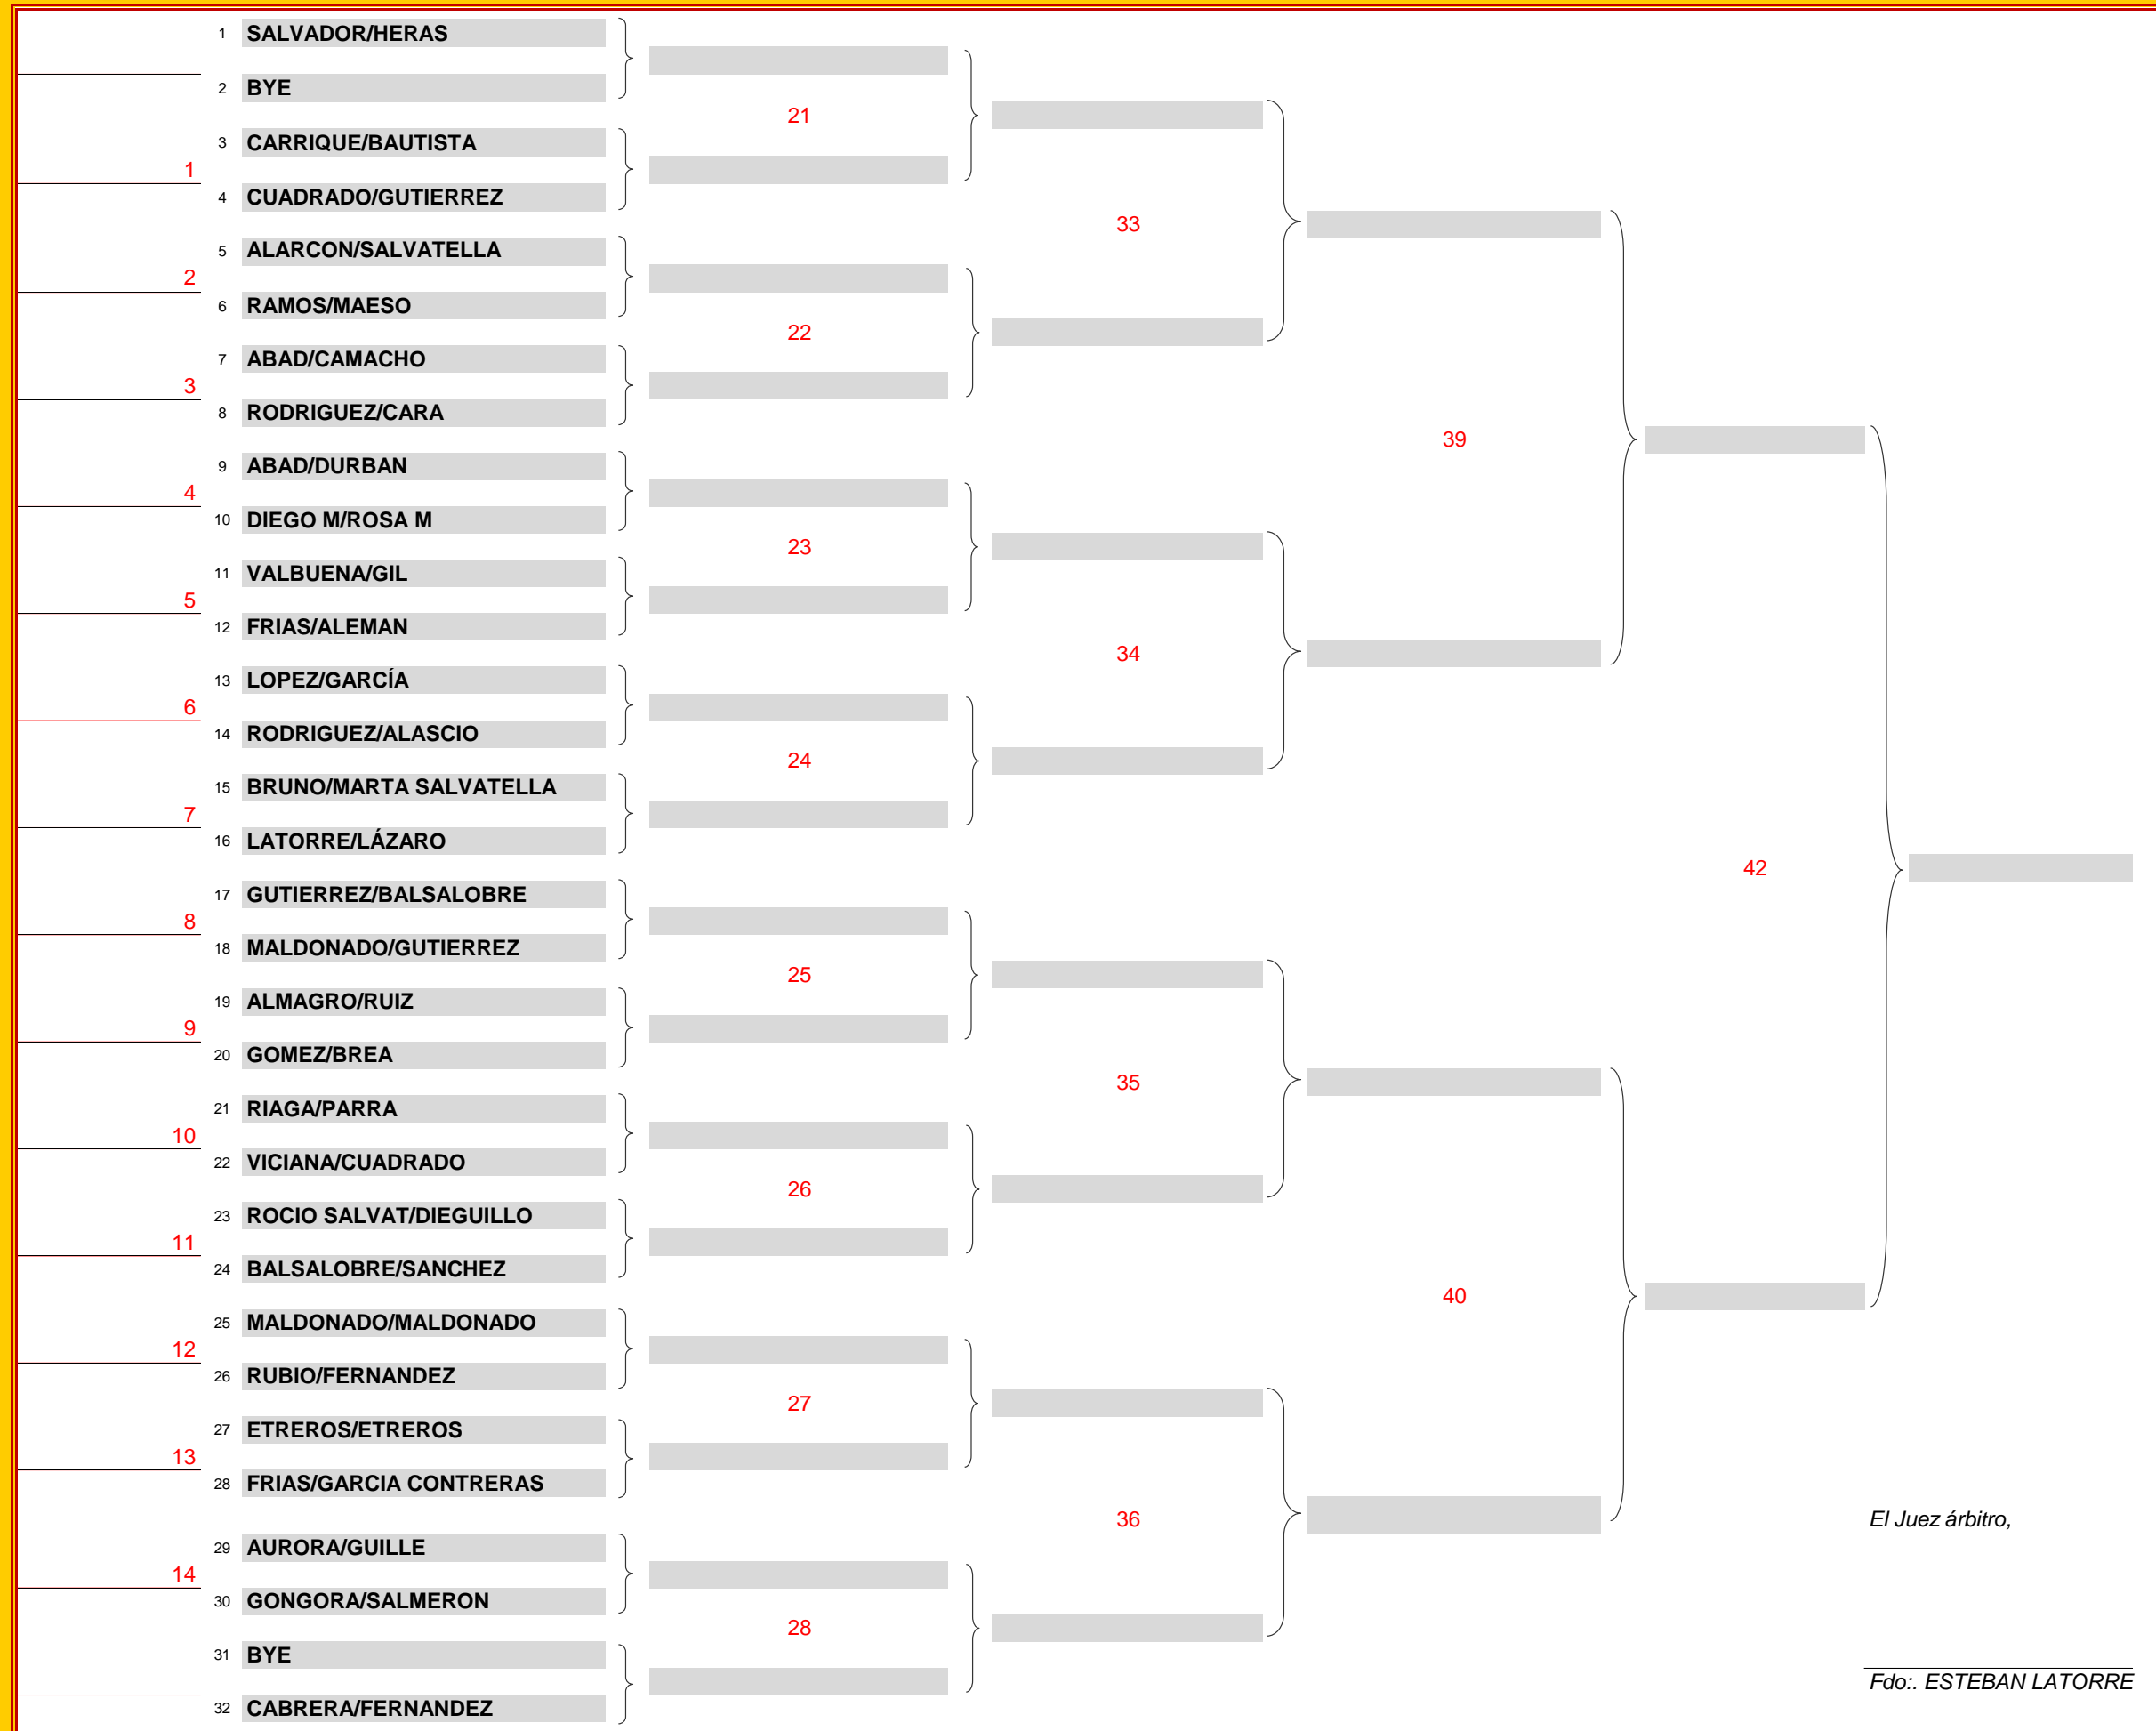 1 SALVADOR/HERAS
2 BYE
21
3 CARRIQUE/BAUTISTA
1
4 CUADRADO/GUTIERREZ
33
5 ALARCON/SALVATELLA
2
6 RAMOS/MAESO
22
7 ABAD/CAMACHO
3
8 RODRIGUEZ/CARA
39
9 ABAD/DURBAN
4
10 DIEGO M/ROSA M
23
11 VALBUENA/GIL
5
12 FRIAS/ALEMAN
34
13 LOPEZ/GARCÍA
6
14 RODRIGUEZ/ALASCIO
24
15 BRUNO/MARTA SALVATELLA
7
16 LATORRE/LÁZARO
42
17 GUTIERREZ/BALSALOBRE
8
18 MALDONADO/GUTIERREZ
25
19 ALMAGRO/RUIZ
9
20 GOMEZ/BREA
35
21 RIAGA/PARRA
10
22 VICIANA/CUADRADO
26
23 ROCIO SALVAT/DIEGUILLO
11
24 BALSALOBRE/SANCHEZ
40
25 MALDONADO/MALDONADO
12
26 RUBIO/FERNANDEZ
27
27 ETREROS/ETREROS
13
28 FRIAS/GARCIA CONTRERAS
36
El Juez árbitro,
29 AURORA/GUILLE
14
30 GONGORA/SALMERON
28
31 BYE
Fdo:. ESTEBAN LATORRE
32 CABRERA/FERNANDEZ